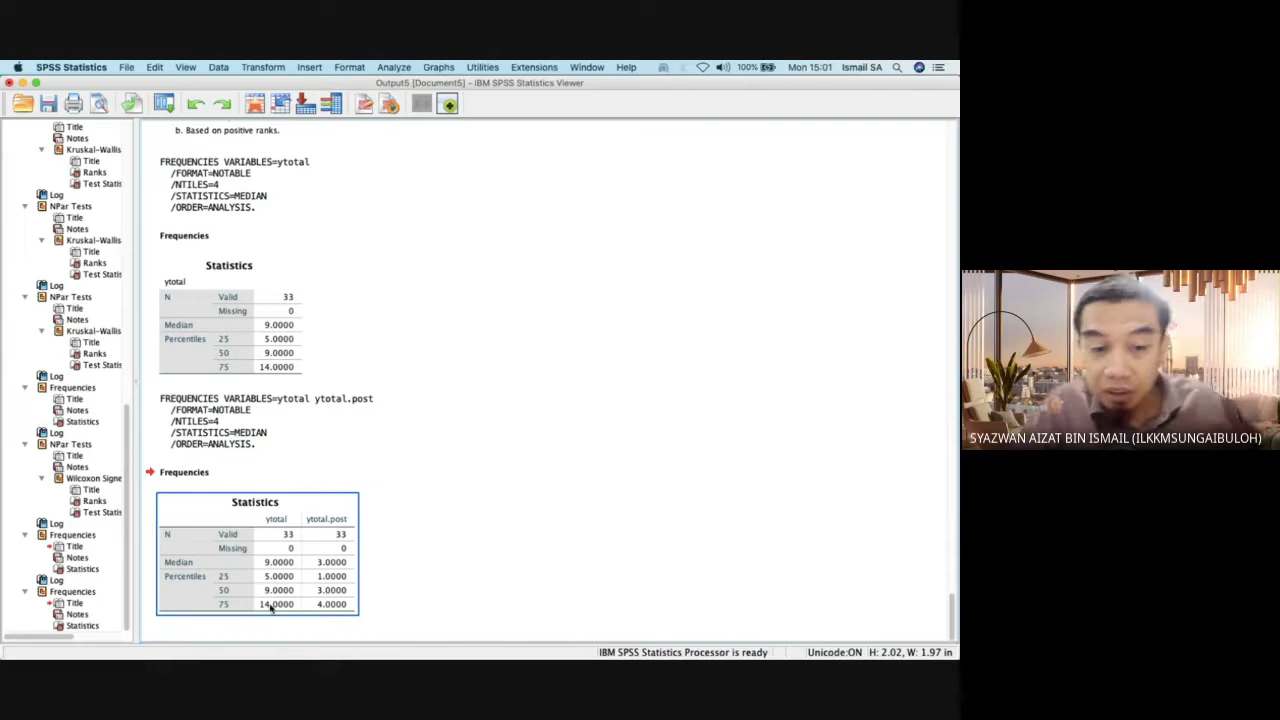 SPSS Statistics File Edit View Data Transform Insert Format Analyze Graphs Utilities Extensions Window Help 100% Mon 15:01 Ismail SA
Output5 [Document5] - IBM SPSS Statistics Viewer
Title
Notes
Kruskal-Wallis
Title
Ranks
Test Statis
Log
NPar Tests
Title
Notes
Kruskal-Wallis
Title
Ranks
Test Statis
Log
NPar Tests
Title
Notes
Kruskal-Wallis
Title
Ranks
Test Statis
Log
Frequencies
Title
Notes
Statistics
Log
NPar Tests
Title
Notes
Wilcoxon Signe
Title
Ranks
Test Statis
Log
Frequencies
Title
Notes
Statistics
Log
Frequencies
Title
Notes
Statistics
b. Based on positive ranks.
FREQUENCIES VARIABLES=ytotal
/FORMAT=NOTABLE
/NTILES=4
/STATISTICS=MEDIAN
/ORDER=ANALYSIS.
Frequencies
Statistics
ytotal
N Valid 33
Missing 0
Median 9.0000
Percentiles 25 5.0000
50 9.0000
75 14.0000
FREQUENCIES VARIABLES=ytotal ytotal.post
/FORMAT=NOTABLE
/NTILES=4
/STATISTICS=MEDIAN
/ORDER=ANALYSIS.
Frequencies
Statistics
ytotal ytotal.post
N Valid 33 33
Missing 0 0
Median 9.0000 3.0000
Percentiles 25 5.0000 1.0000
50 9.0000 3.0000
75 14.0000 4.0000
IBM SPSS Statistics Processor is ready Unicode:ON H: 2.02, W: 1.97 in
SYAZWAN AIZAT BIN ISMAIL (ILKKMSUNGAIBULOH)